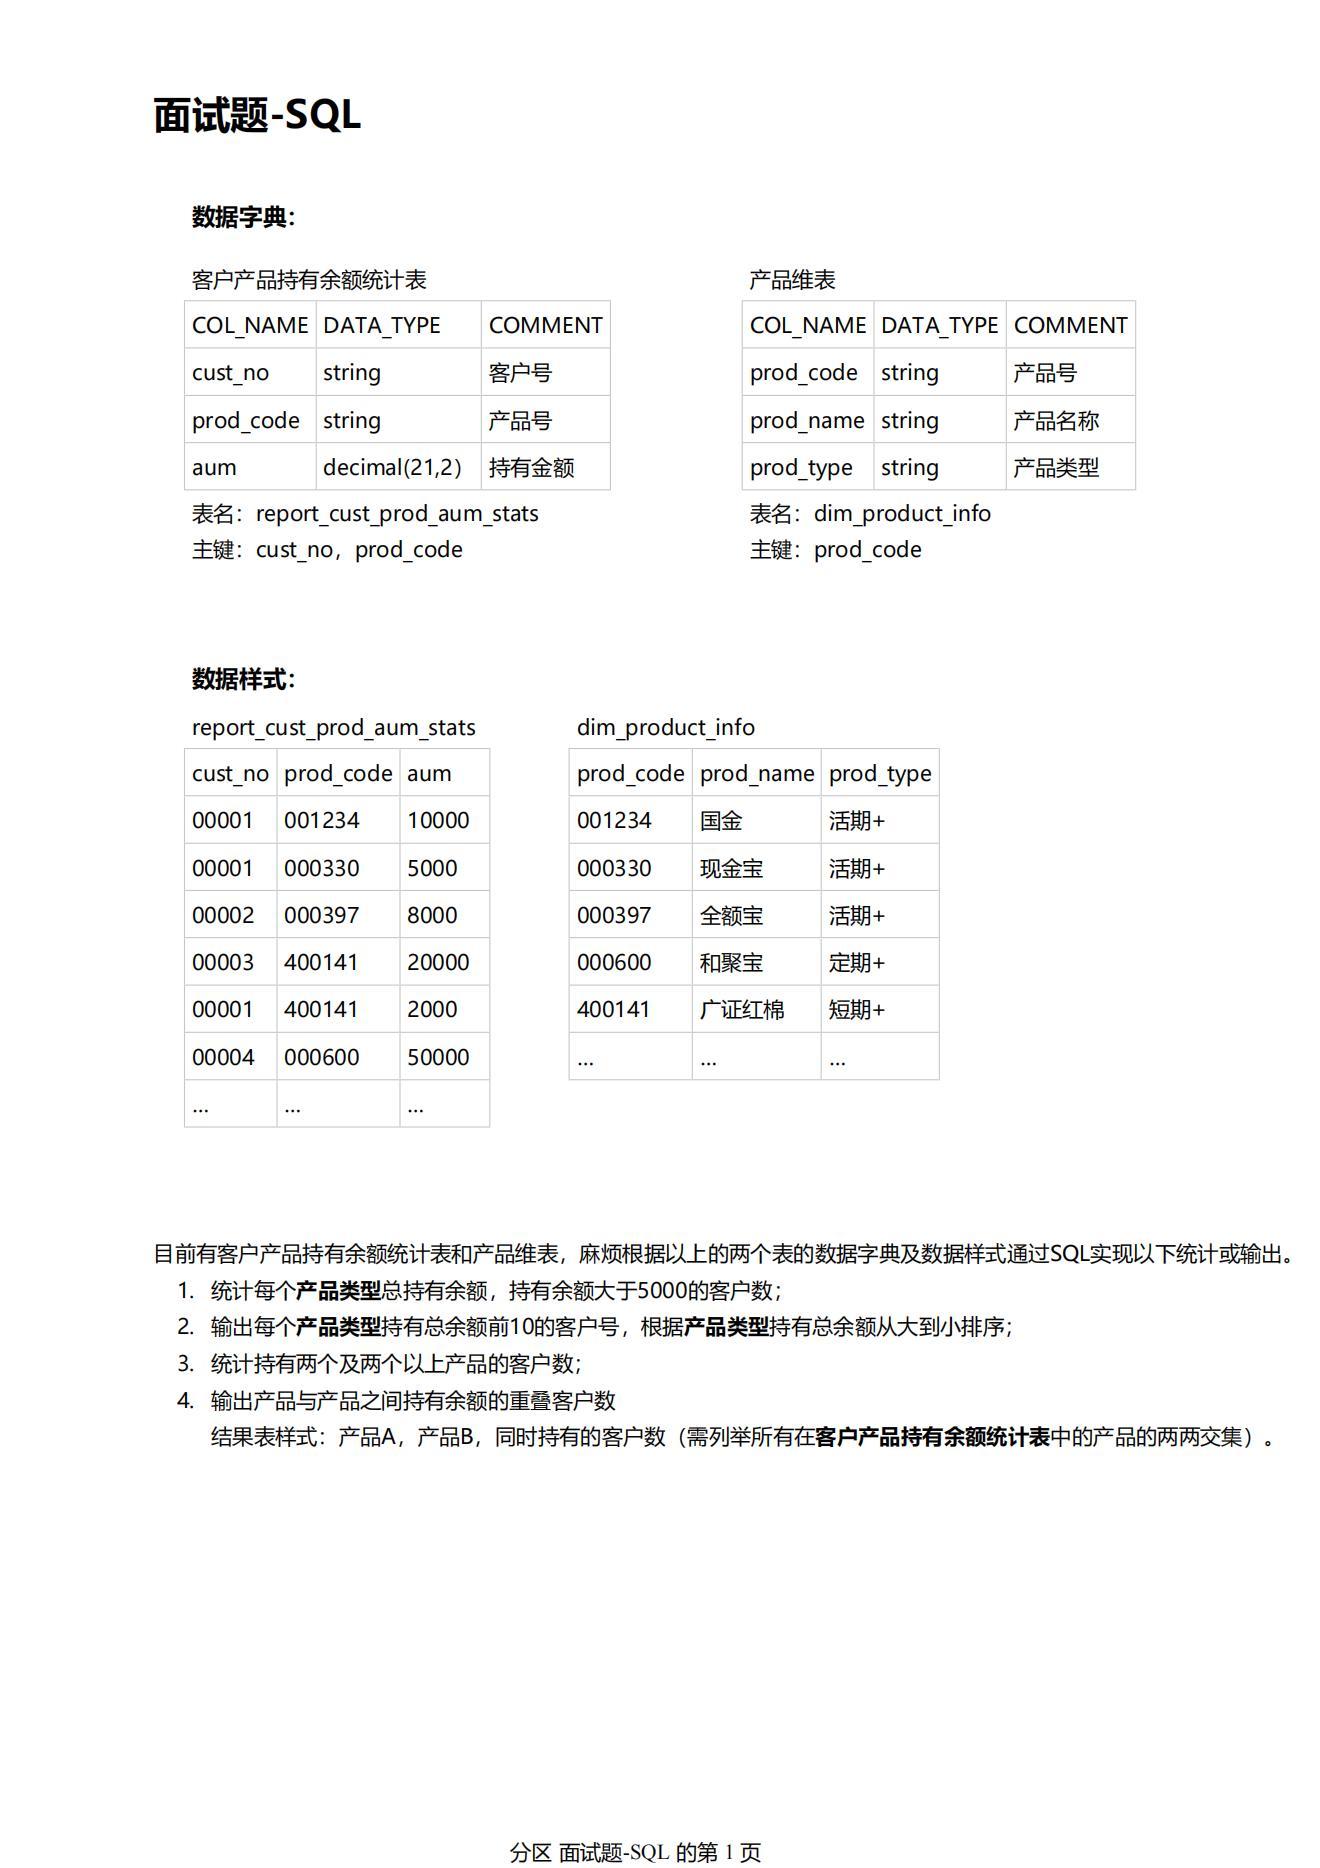 面试题-SQL
数据字典：
客户产品持有余额统计表
COL_NAME DATA_TYPE COMMENT
cust_no string 客户号
prod_code string 产品号
aum decimal(21,2） 持有金额
表名：report_cust_prod_aum_stats
主键：cust_no，prod_code
产品维表
COL_NAME DATA_TYPE COMMENT
prod_code string 产品号
prod_name string 产品名称
prod_type string 产品类型
表名：dim_product_info
主键：prod_code
数据样式：
report_cust_prod_aum_stats
cust_no prod_code aum
00001 001234 10000
00001 000330 5000
00002 000397 8000
00003 400141 20000
00001 400141 2000
00004 000600 50000
... ... ...
dim_product_info
prod_code prod_name prod_type
001234 国金 活期+
000330 现金宝 活期+
000397 全额宝 活期+
000600 和聚宝 定期+
400141 广证红棉 短期+
... ... ...
目前有客户产品持有余额统计表和产品维表，麻烦根据以上的两个表的数据字典及数据样式通过SQL实现以下统计或输出。
1. 统计每个产品类型总持有余额，持有余额大于5000的客户数；
2. 输出每个产品类型持有总余额前10的客户号，根据产品类型持有总余额从大到小排序；
3. 统计持有两个及两个以上产品的客户数；
4. 输出产品与产品之间持有余额的重叠客户数
结果表样式：产品A，产品B，同时持有的客户数（需列举所有在客户产品持有余额统计表中的产品的两两交集）。
分区 面试题-SQL 的第 1 页